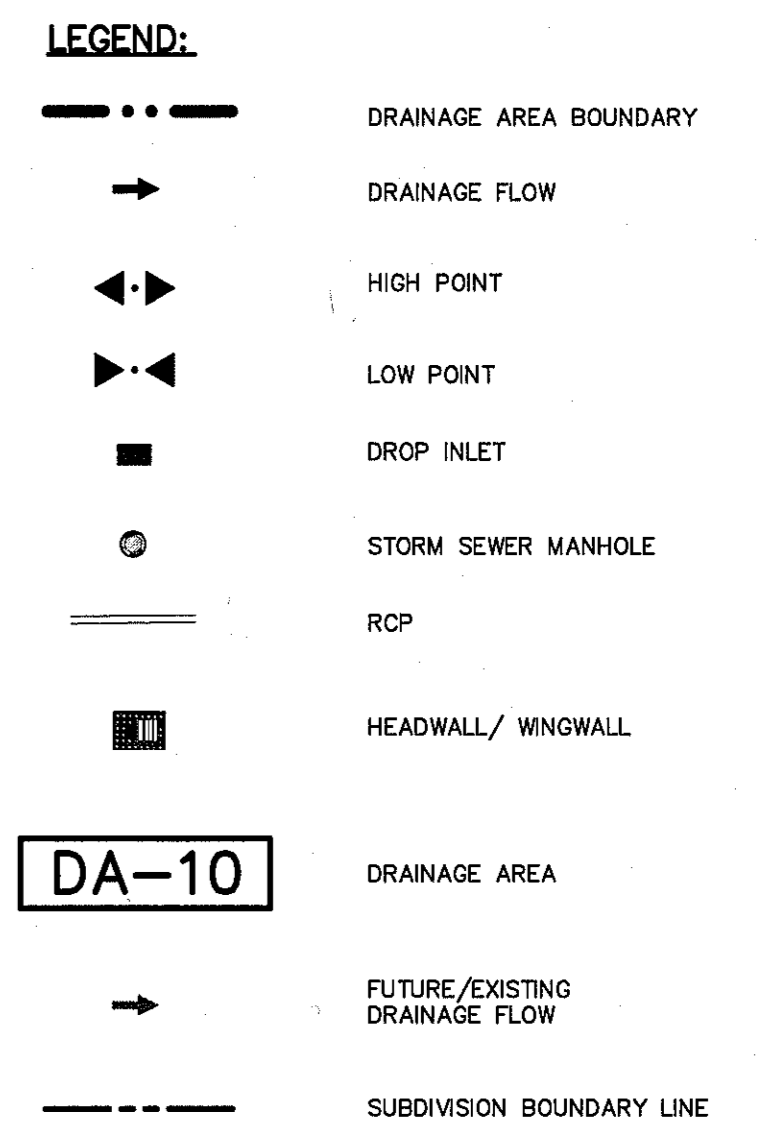 LEGEND:
DRAINAGE AREA BOUNDARY
DRAINAGE FLOW
HIGH POINT
LOW POINT
DROP INLET
STORM SEWER MANHOLE
RCP
HEADWALL/ WINGWALL
DA-10 DRAINAGE AREA
FUTURE/EXISTING
DRAINAGE FLOW
SUBDIVISION BOUNDARY LINE